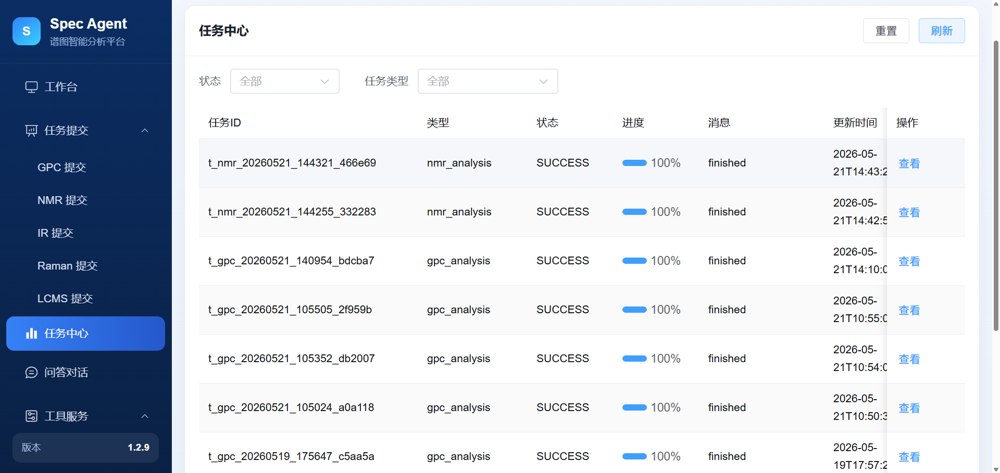 S
Spec Agent
谱图智能分析平台
工作台
任务提交
GPC 提交
NMR 提交
IR 提交
Raman 提交
LCMS 提交
任务中心
问答对话
工具服务
版本 1.2.9
任务中心
重置 刷新
状态 全部 任务类型 全部
任务ID 类型 状态 进度 消息 更新时间 操作
t_nmr_20260521_144321_466e69 nmr_analysis SUCCESS 100% finished 2026-05-
21T14:43:2 查看
t_nmr_20260521_144255_332283 nmr_analysis SUCCESS 100% finished 2026-05-
21T14:42:5 查看
t_gpc_20260521_140954_bdcba7 gpc_analysis SUCCESS 100% finished 2026-05-
21T14:10:0 查看
t_gpc_20260521_105505_2f959b gpc_analysis SUCCESS 100% finished 2026-05-
21T10:55:0 查看
t_gpc_20260521_105352_db2007 gpc_analysis SUCCESS 100% finished 2026-05-
21T10:54:0 查看
t_gpc_20260521_105024_a0a118 gpc_analysis SUCCESS 100% finished 2026-05-
21T10:50:3 查看
t_gpc_20260519_175647_c5aa5a gpc_analysis SUCCESS 100% finished 2026-05-
19T17:57:2 查看